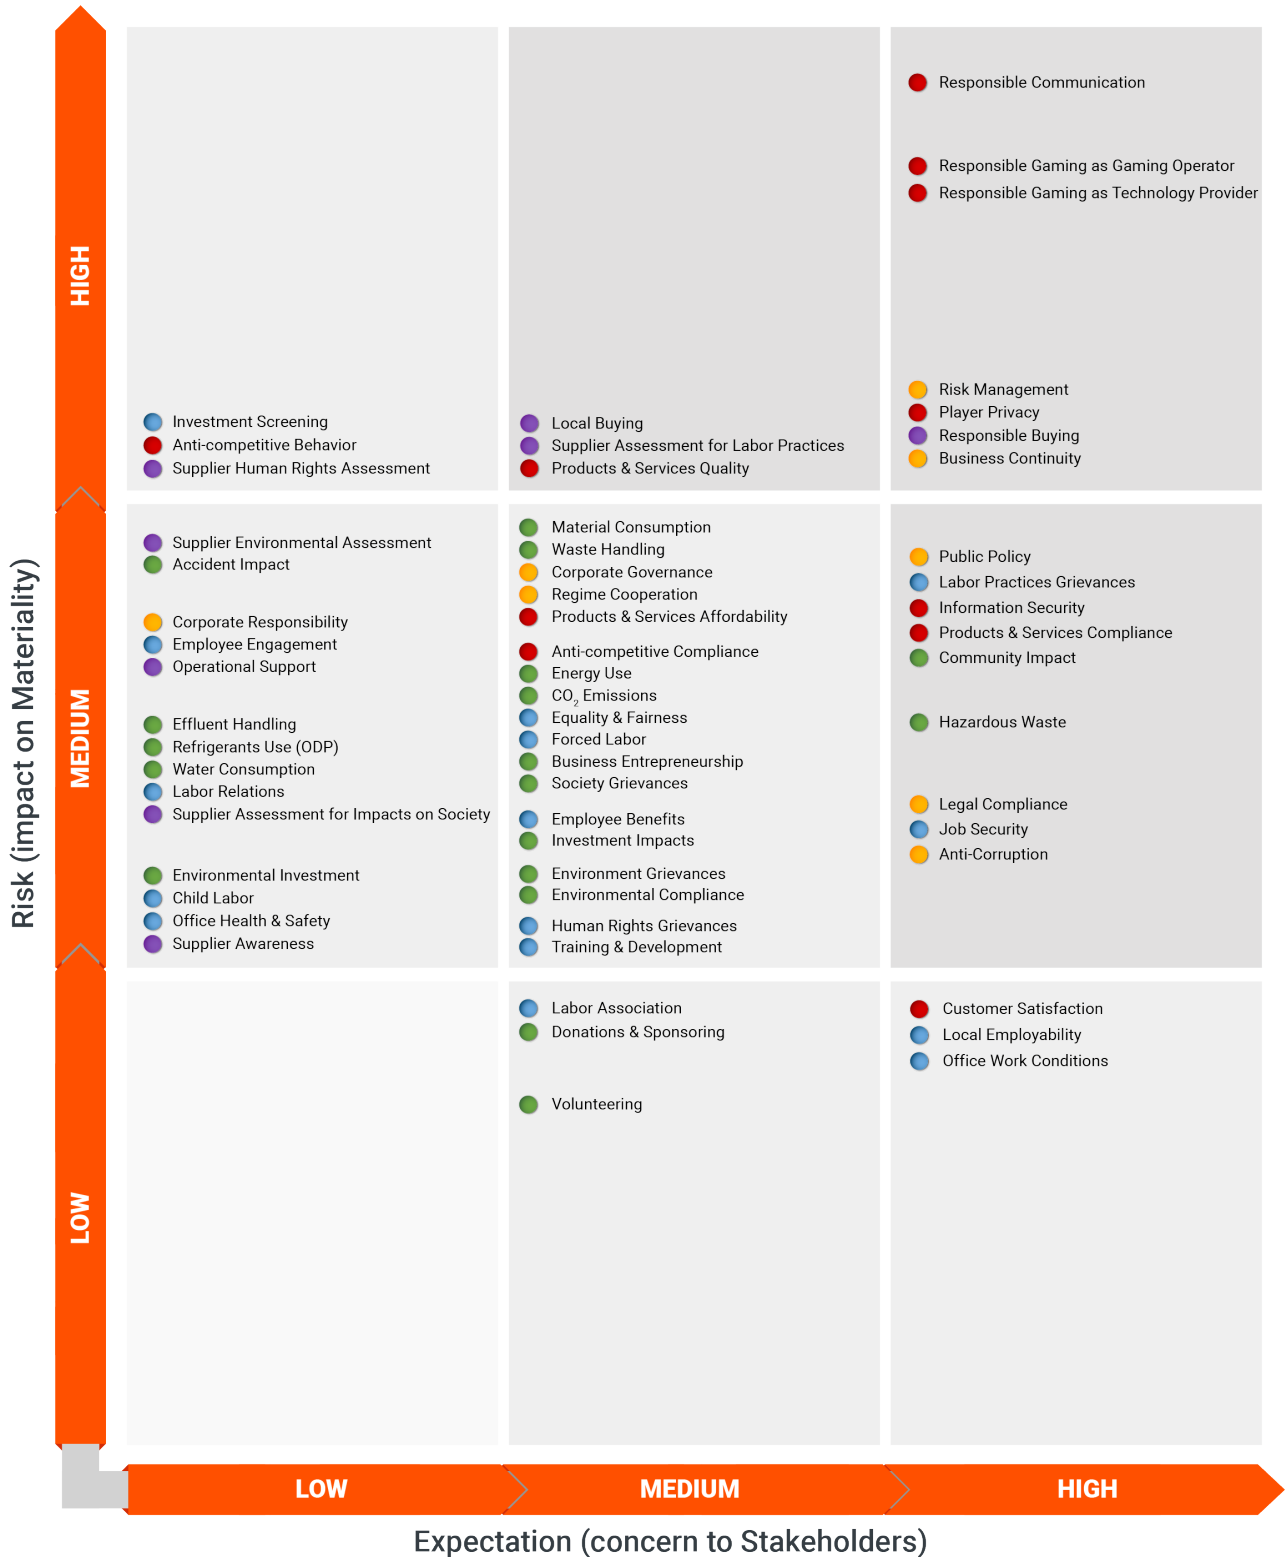 Risk (impact on Materiality)
HIGH
MEDIUM
LOW
Investment Screening
Anti-competitive Behavior
Supplier Human Rights Assessment
Local Buying
Supplier Assessment for Labor Practices
Products & Services Quality
Responsible Communication
Responsible Gaming as Gaming Operator
Responsible Gaming as Technology Provider
Risk Management
Player Privacy
Responsible Buying
Business Continuity
Supplier Environmental Assessment
Accident Impact
Corporate Responsibility
Employee Engagement
Operational Support
Effluent Handling
Refrigerants Use (ODP)
Water Consumption
Labor Relations
Supplier Assessment for Impacts on Society
Environmental Investment
Child Labor
Office Health & Safety
Supplier Awareness
Material Consumption
Waste Handling
Corporate Governance
Regime Cooperation
Products & Services Affordability
Anti-competitive Compliance
Energy Use
CO2 Emissions
Equality & Fairness
Forced Labor
Business Entrepreneurship
Society Grievances
Employee Benefits
Investment Impacts
Environment Grievances
Environmental Compliance
Human Rights Grievances
Training & Development
Public Policy
Labor Practices Grievances
Information Security
Products & Services Compliance
Community Impact
Hazardous Waste
Legal Compliance
Job Security
Anti-Corruption
Labor Association
Donations & Sponsoring
Volunteering
Customer Satisfaction
Local Employability
Office Work Conditions
LOW
MEDIUM
HIGH
Expectation (concern to Stakeholders)